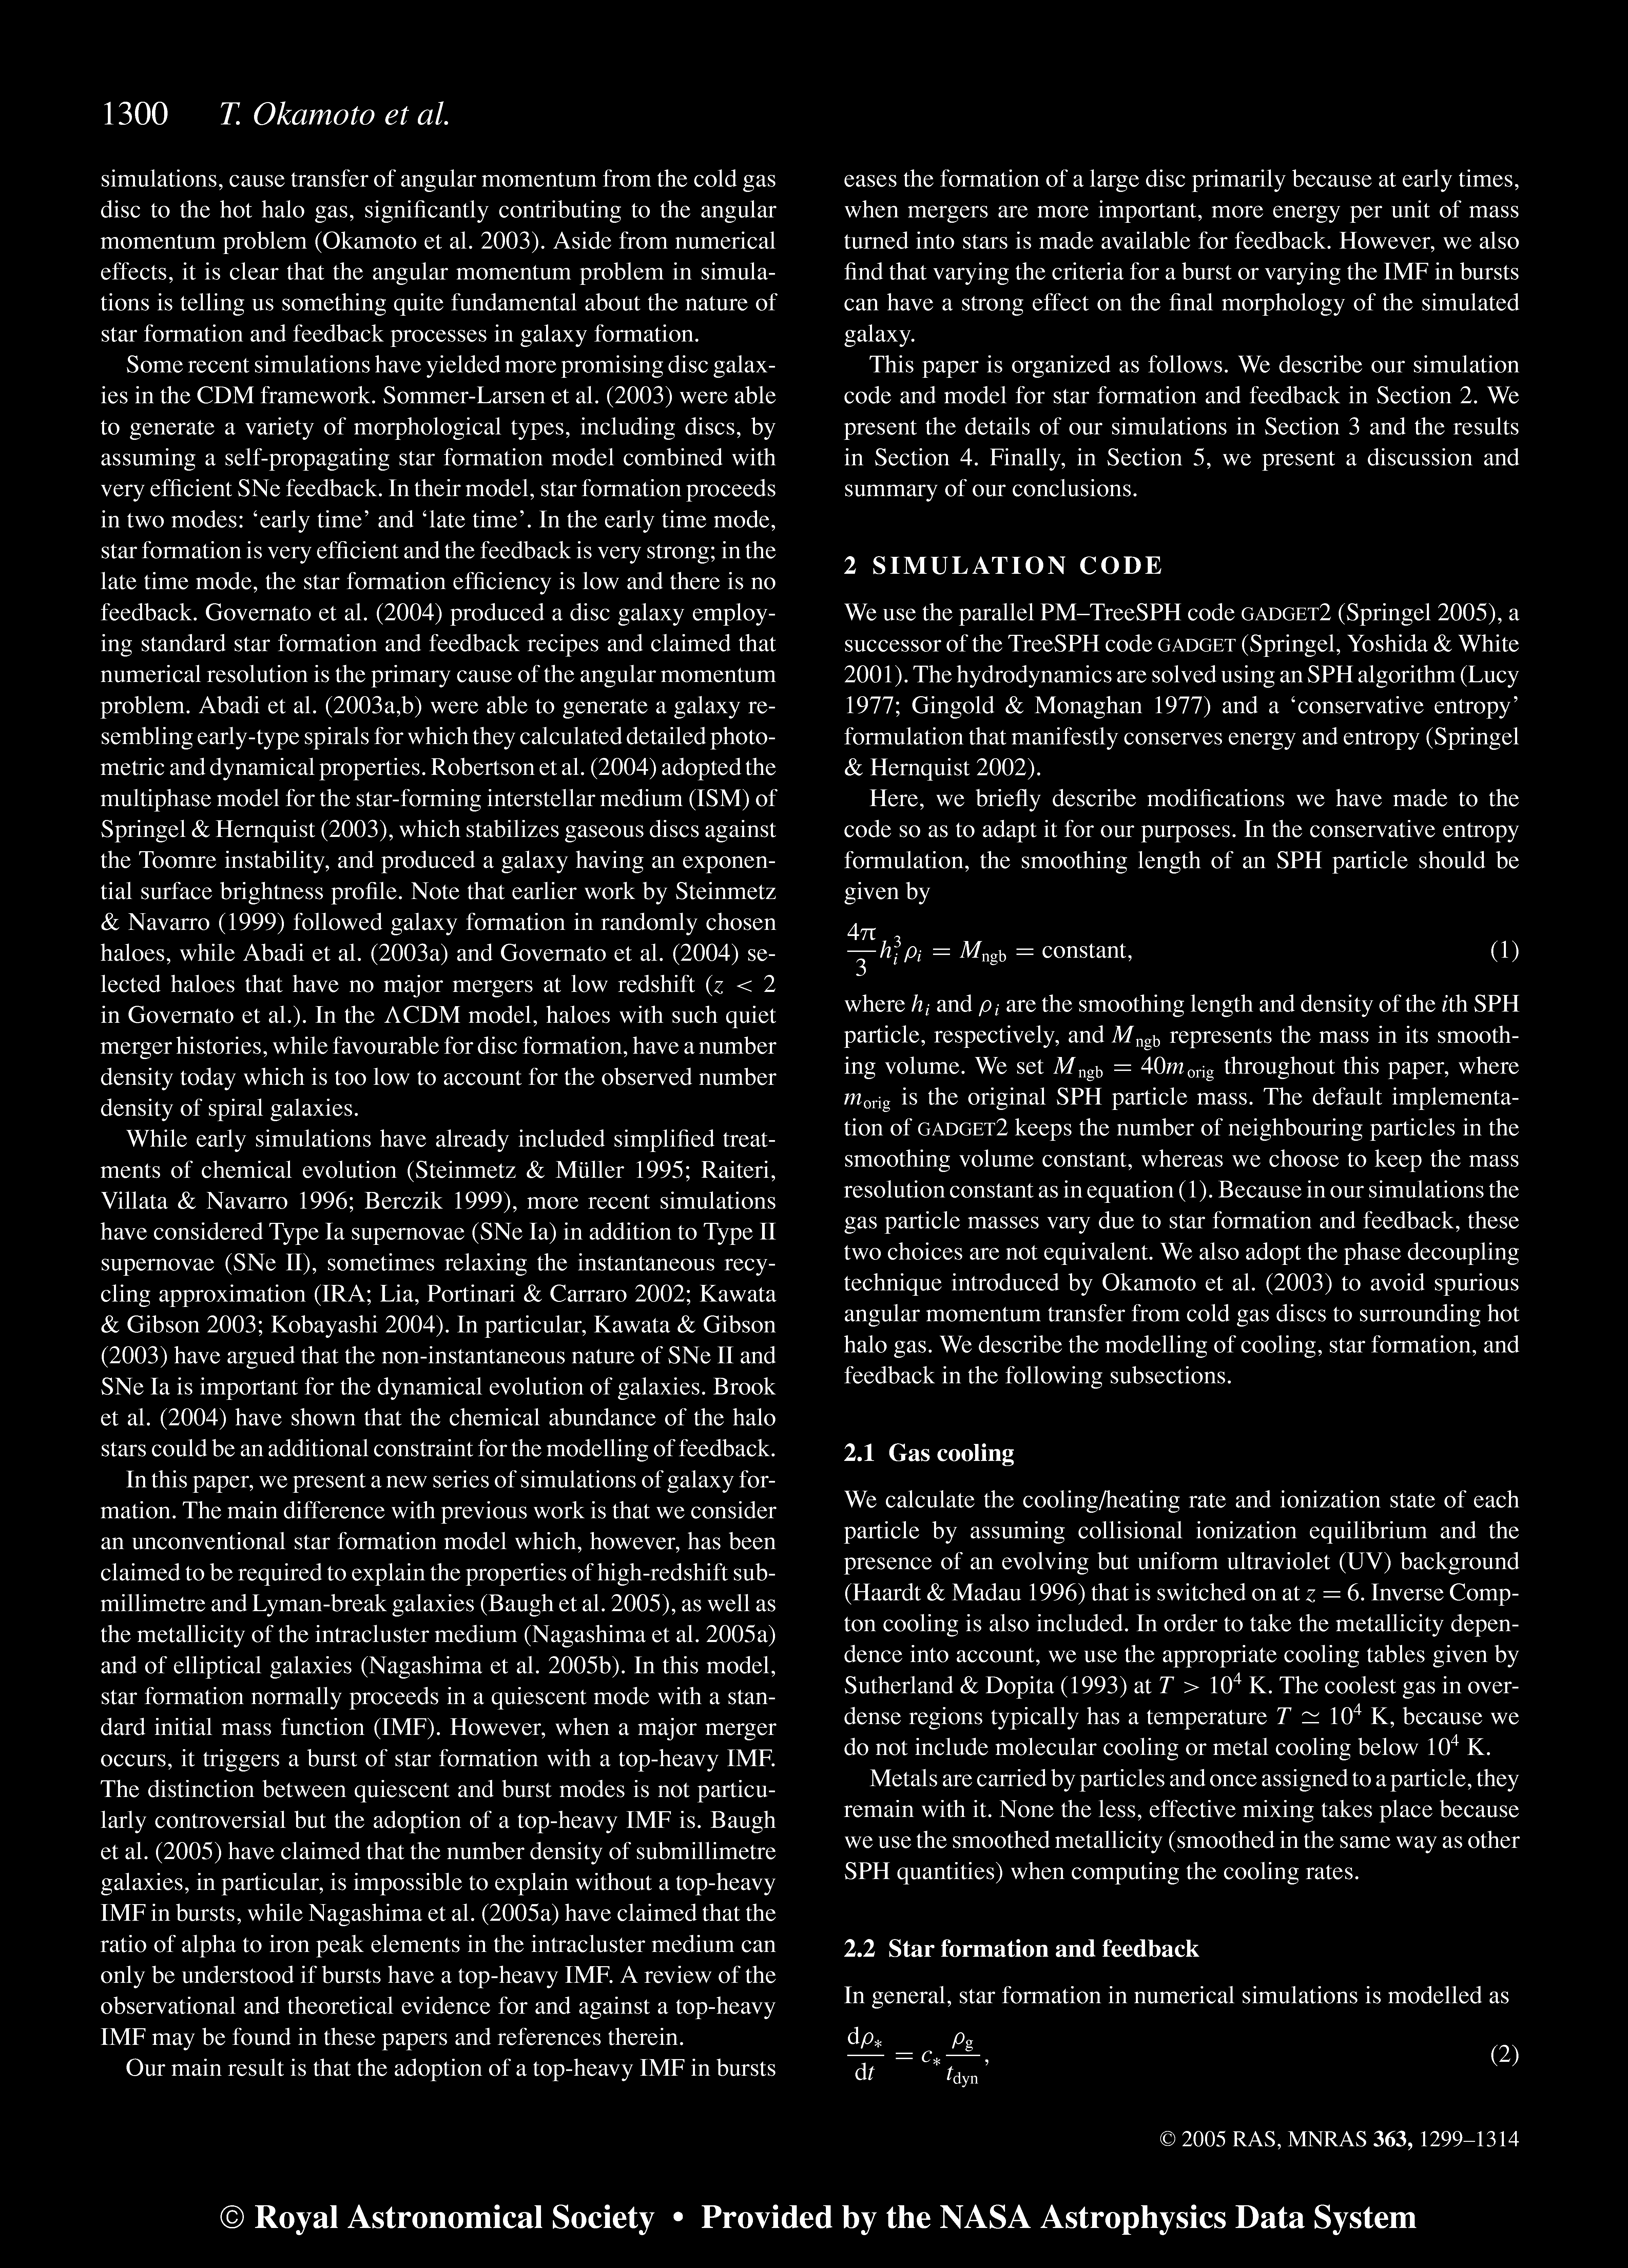 1300 T. Okamoto et al.
simulations, cause transfer of angular momentum from the cold gas
disc to the hot halo gas, significantly contributing to the angular
momentum problem (Okamoto et al. 2003). Aside from numerical
effects, it is clear that the angular momentum problem in simula-
tions is telling us something quite fundamental about the nature of
star formation and feedback processes in galaxy formation.
Some recent simulations have yielded more promising disc galax-
ies in the CDM framework. Sommer-Larsen et al. (2003) were able
to generate a variety of morphological types, including discs, by
assuming a self-propagating star formation model combined with
very efficient SNe feedback. In their model, star formation proceeds
in two modes: ‘early time’ and ‘late time’. In the early time mode,
star formation is very efficient and the feedback is very strong; in the
late time mode, the star formation efficiency is low and there is no
feedback. Governato et al. (2004) produced a disc galaxy employ-
ing standard star formation and feedback recipes and claimed that
numerical resolution is the primary cause of the angular momentum
problem. Abadi et al. (2003a,b) were able to generate a galaxy re-
sembling early-type spirals for which they calculated detailed photo-
metric and dynamical properties. Robertson et al. (2004) adopted the
multiphase model for the star-forming interstellar medium (ISM) of
Springel & Hernquist (2003), which stabilizes gaseous discs against
the Toomre instability, and produced a galaxy having an exponen-
tial surface brightness profile. Note that earlier work by Steinmetz
& Navarro (1999) followed galaxy formation in randomly chosen
haloes, while Abadi et al. (2003a) and Governato et al. (2004) se-
lected haloes that have no major mergers at low redshift (z < 2
in Governato et al.). In the ΛCDM model, haloes with such quiet
merger histories, while favourable for disc formation, have a number
density today which is too low to account for the observed number
density of spiral galaxies.
While early simulations have already included simplified treat-
ments of chemical evolution (Steinmetz & Müller 1995; Raiteri,
Villata & Navarro 1996; Berczik 1999), more recent simulations
have considered Type Ia supernovae (SNe Ia) in addition to Type II
supernovae (SNe II), sometimes relaxing the instantaneous recy-
cling approximation (IRA; Lia, Portinari & Carraro 2002; Kawata
& Gibson 2003; Kobayashi 2004). In particular, Kawata & Gibson
(2003) have argued that the non-instantaneous nature of SNe II and
SNe Ia is important for the dynamical evolution of galaxies. Brook
et al. (2004) have shown that the chemical abundance of the halo
stars could be an additional constraint for the modelling of feedback.
In this paper, we present a new series of simulations of galaxy for-
mation. The main difference with previous work is that we consider
an unconventional star formation model which, however, has been
claimed to be required to explain the properties of high-redshift sub-
millimetre and Lyman-break galaxies (Baugh et al. 2005), as well as
the metallicity of the intracluster medium (Nagashima et al. 2005a)
and of elliptical galaxies (Nagashima et al. 2005b). In this model,
star formation normally proceeds in a quiescent mode with a stan-
dard initial mass function (IMF). However, when a major merger
occurs, it triggers a burst of star formation with a top-heavy IMF.
The distinction between quiescent and burst modes is not particu-
larly controversial but the adoption of a top-heavy IMF is. Baugh
et al. (2005) have claimed that the number density of submillimetre
galaxies, in particular, is impossible to explain without a top-heavy
IMF in bursts, while Nagashima et al. (2005a) have claimed that the
ratio of alpha to iron peak elements in the intracluster medium can
only be understood if bursts have a top-heavy IMF. A review of the
observational and theoretical evidence for and against a top-heavy
IMF may be found in these papers and references therein.
Our main result is that the adoption of a top-heavy IMF in bursts
eases the formation of a large disc primarily because at early times,
when mergers are more important, more energy per unit of mass
turned into stars is made available for feedback. However, we also
find that varying the criteria for a burst or varying the IMF in bursts
can have a strong effect on the final morphology of the simulated
galaxy.
This paper is organized as follows. We describe our simulation
code and model for star formation and feedback in Section 2. We
present the details of our simulations in Section 3 and the results
in Section 4. Finally, in Section 5, we present a discussion and
summary of our conclusions.
2 SIMULATION CODE
We use the parallel PM–TreeSPH code GADGET2 (Springel 2005), a
successor of the TreeSPH code GADGET (Springel, Yoshida & White
2001). The hydrodynamics are solved using an SPH algorithm (Lucy
1977; Gingold & Monaghan 1977) and a ‘conservative entropy’
formulation that manifestly conserves energy and entropy (Springel
& Hernquist 2002).
Here, we briefly describe modifications we have made to the
code so as to adapt it for our purposes. In the conservative entropy
formulation, the smoothing length of an SPH particle should be
given by
4π/3 h_i^3 ρ_i = M_ngb = constant, (1)
where h_i and ρ_i are the smoothing length and density of the ith SPH
particle, respectively, and M_ngb represents the mass in its smooth-
ing volume. We set M_ngb = 40m_orig throughout this paper, where
m_orig is the original SPH particle mass. The default implementa-
tion of GADGET2 keeps the number of neighbouring particles in the
smoothing volume constant, whereas we choose to keep the mass
resolution constant as in equation (1). Because in our simulations the
gas particle masses vary due to star formation and feedback, these
two choices are not equivalent. We also adopt the phase decoupling
technique introduced by Okamoto et al. (2003) to avoid spurious
angular momentum transfer from cold gas discs to surrounding hot
halo gas. We describe the modelling of cooling, star formation, and
feedback in the following subsections.
2.1 Gas cooling
We calculate the cooling/heating rate and ionization state of each
particle by assuming collisional ionization equilibrium and the
presence of an evolving but uniform ultraviolet (UV) background
(Haardt & Madau 1996) that is switched on at z = 6. Inverse Comp-
ton cooling is also included. In order to take the metallicity depen-
dence into account, we use the appropriate cooling tables given by
Sutherland & Dopita (1993) at T > 10⁴ K. The coolest gas in over-
dense regions typically has a temperature T ≃ 10⁴ K, because we
do not include molecular cooling or metal cooling below 10⁴ K.
Metals are carried by particles and once assigned to a particle, they
remain with it. None the less, effective mixing takes place because
we use the smoothed metallicity (smoothed in the same way as other
SPH quantities) when computing the cooling rates.
2.2 Star formation and feedback
In general, star formation in numerical simulations is modelled as
dρ_*/dt = c_* ρ_g/t_dyn, (2)
© 2005 RAS, MNRAS 363, 1299–1314
© Royal Astronomical Society • Provided by the NASA Astrophysics Data System